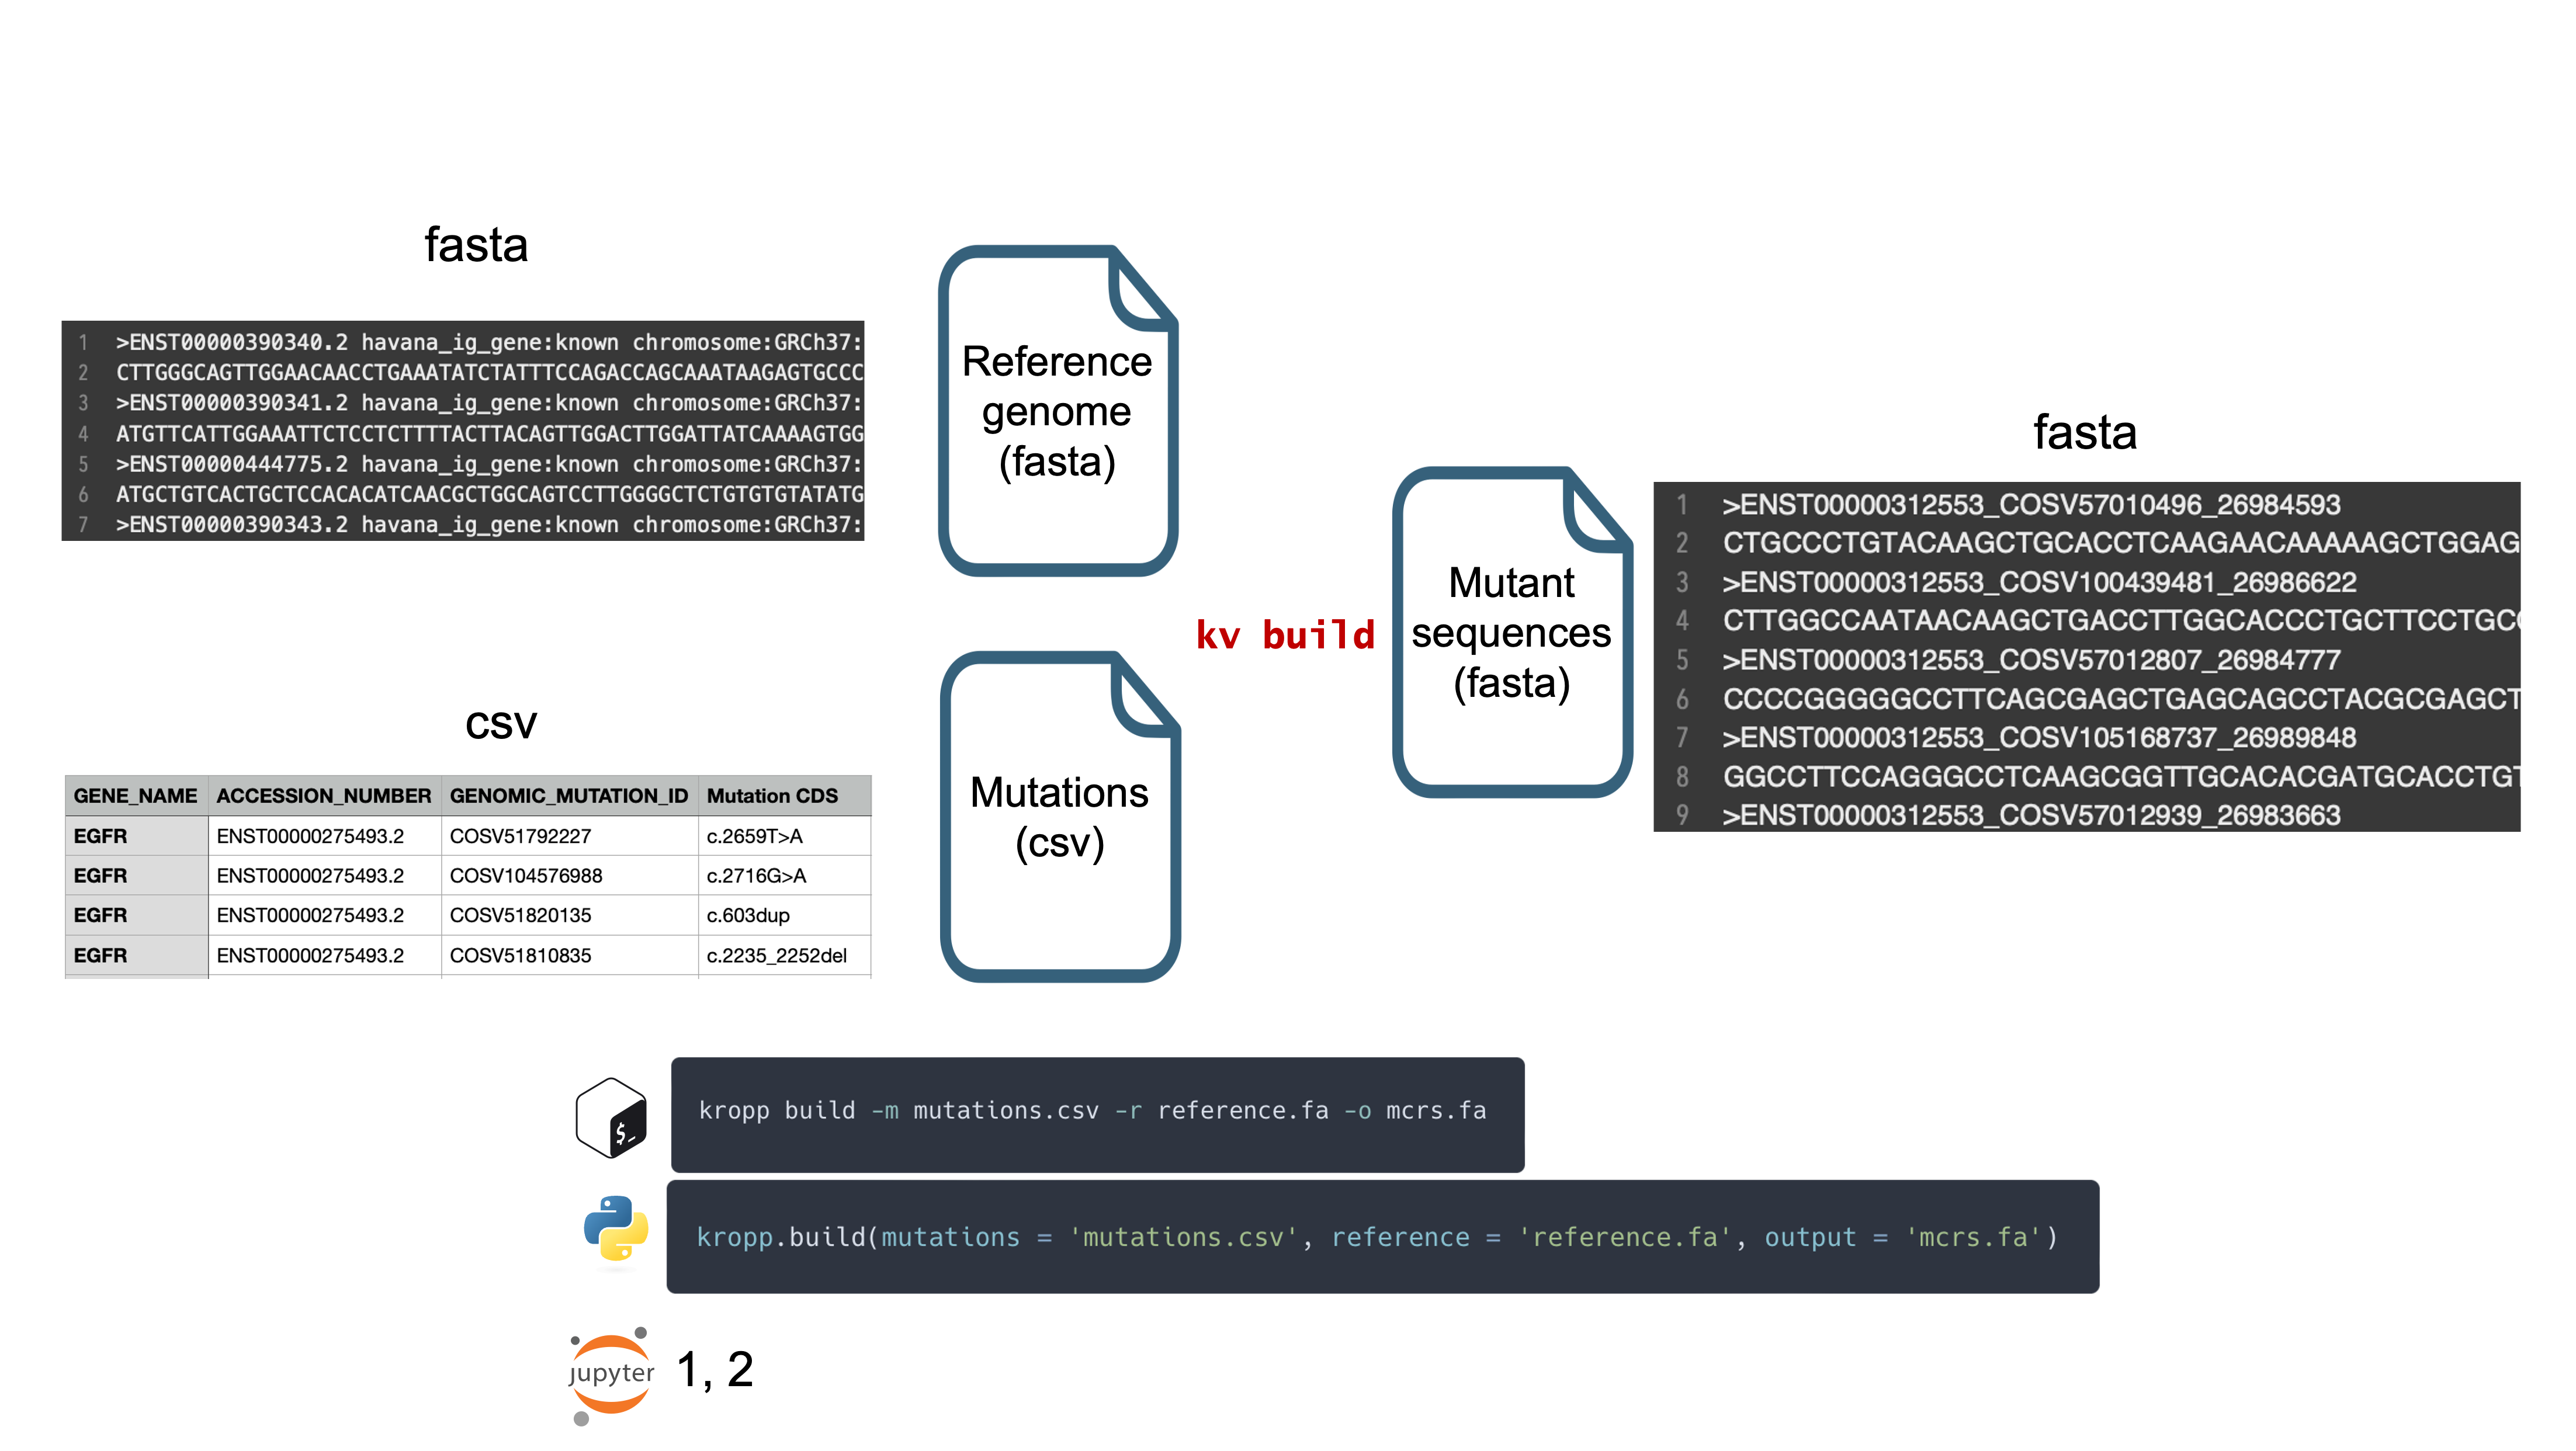 fasta
1 >ENST00000390340.2 havana_ig_gene:known chromosome:GRCh37:
2 CTTGGGCAGTTGGAACAACCTGAAATATCTATTTCCAGACCAGCAAATAAGAGTGCCC
3 >ENST00000390341.2 havana_ig_gene:known chromosome:GRCh37:
4 ATGTTCATTGGAAATTCTCCTCTTTTACTTACAGTTGGACTTGGATTATCAAAAGTGG
5 >ENST00000444775.2 havana_ig_gene:known chromosome:GRCh37:
6 ATGCTGTCACTGCTCCACACATCAACGCTGGCAGTCCTTGGGGCTCTGTGTGTATATG
7 >ENST00000390343.2 havana_ig_gene:known chromosome:GRCh37:
Reference
genome
(fasta)
csv
GENE_NAME ACCESSION_NUMBER GENOMIC_MUTATION_ID Mutation CDS
EGFR ENST00000275493.2 COSV51792227 c.2659T>A
EGFR ENST00000275493.2 COSV104576988 c.2716G>A
EGFR ENST00000275493.2 COSV51820135 c.603dup
EGFR ENST00000275493.2 COSV51810835 c.2235_2252del
Mutations
(csv)
kv build
Mutant
sequences
(fasta)
fasta
1 >ENST00000312553_COSV57010496_26984593
2 CTGCCCTGTACAAGCTGCACCTCAAGAACAAAAAGCTGGAG
3 >ENST00000312553_COSV100439481_26986622
4 CTTGGCCAATAACAAGCTGACCTTGGCACCCTGCTTCCTGCC
5 >ENST00000312553_COSV57012807_26984777
6 CCCCGGGGGCCTTCAGCGAGCTGAGCAGCCTACGCGAGCT
7 >ENST00000312553_COSV105168737_26989848
8 GGCCTTCCAGGGCCTCAAGCGGTTGCACACGATGCACCTGT
9 >ENST00000312553_COSV57012939_26983663
$_
kropp build -m mutations.csv -r reference.fa -o mcrs.fa
kropp.build(mutations = 'mutations.csv', reference = 'reference.fa', output = 'mcrs.fa')
jupyter 1, 2